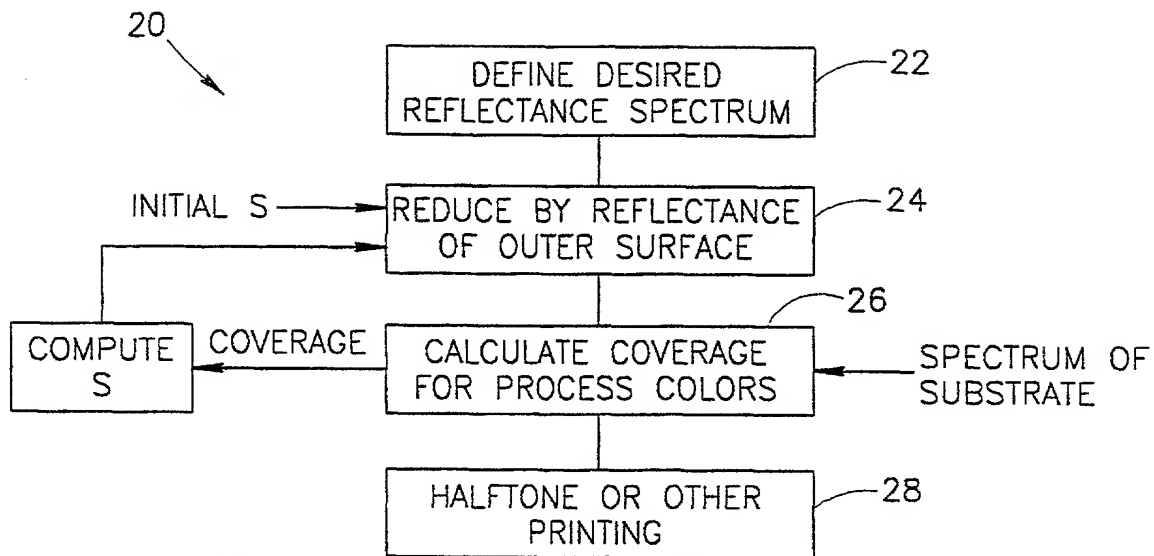 20
DEFINE DESIRED
REFLECTANCE SPECTRUM
22
INITIAL S
REDUCE BY REFLECTANCE
OF OUTER SURFACE
24
26
COMPUTE
S
COVERAGE
CALCULATE COVERAGE
FOR PROCESS COLORS
SPECTRUM OF
SUBSTRATE
HALFTONE OR OTHER
PRINTING
28